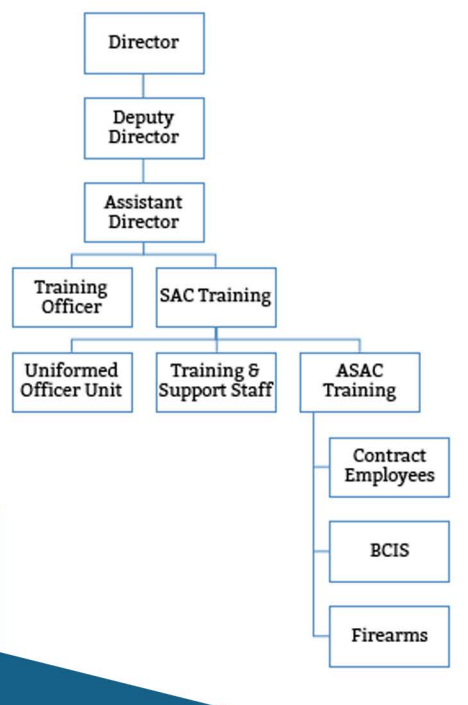 Director
Deputy
Director
Assistant
Director
Training
Officer
SAC Training
Uniformed
Officer Unit
Training &
Support Staff
ASAC
Training
Contract
Employees
BCIS
Firearms